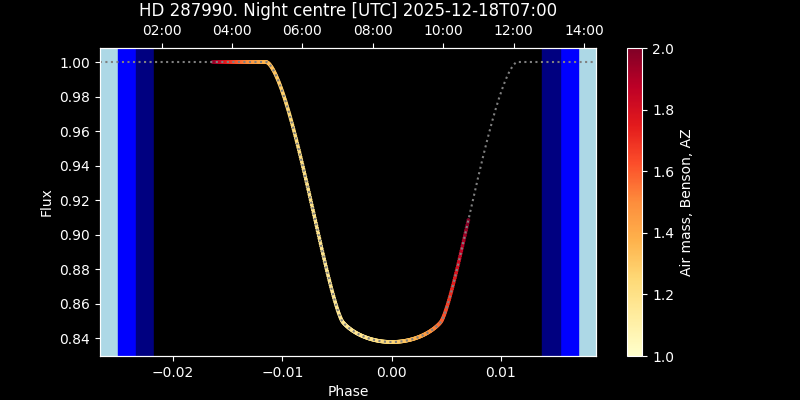 HD 287990. Night centre [UTC] 2025-12-18T07:00
02:00 04:00 06:00 08:00 10:00 12:00 14:00
1.00
0.98
0.96
0.94
0.92
0.90
0.88
0.86
0.84
Flux
−0.02 −0.01 0.00 0.01
Phase
2.0
1.8
1.6
1.4
1.2
1.0
Air mass, Benson, AZ